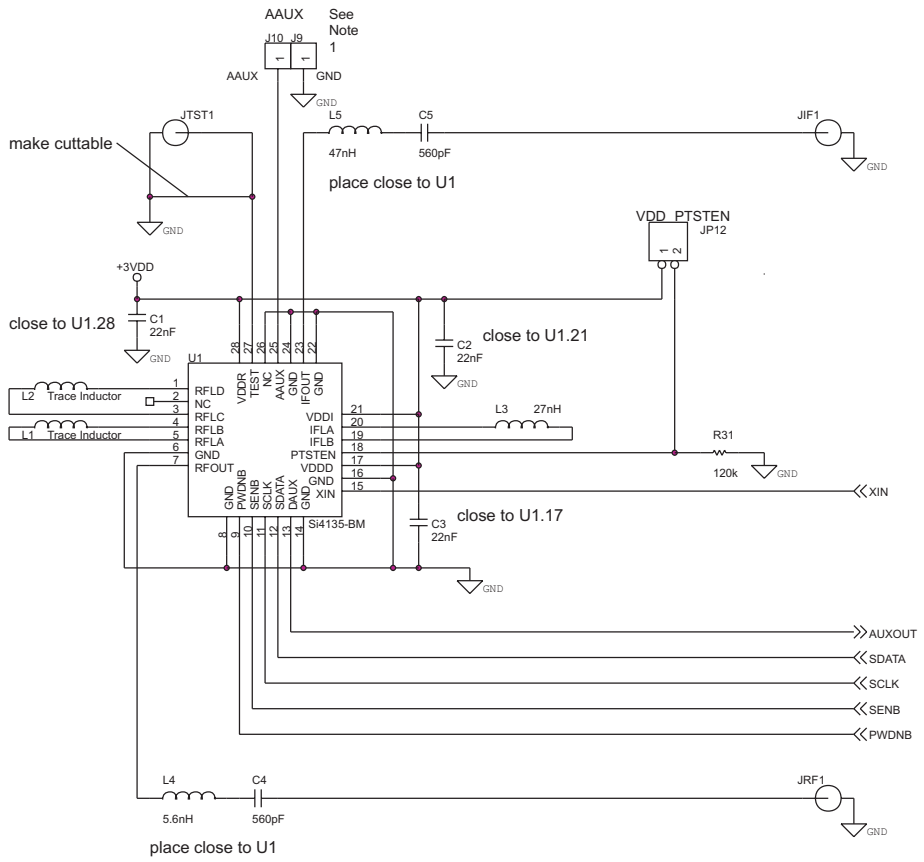 AAUX
See
Note
1
J10 J9
1 1
AAUX
GND
GND
JTST1
make cuttable
GND
L5
47nH
C5
560pF
JIF1
GND
place close to U1
VDD PTSTEN
JP12
1 2
+3VDD
close to U1.28
C1
22nF
GND
close to U1.21
C2
22nF
GND
U1
28 27 26 25 24 23 22
VDDR TEST NC AAUX GND IFOUT GND
1 RFLD
2 NC
3 RFLC
4 RFLB
5 RFLA
6 GND
7 RFOUT
L2 Trace Inductor
L1 Trace Inductor
VDDI 21
IFLA 20
IFLB 19
PTSTEN 18
VDDD 17
GND 16
XIN 15
L3 27nH
R31
120k
GND
XIN
GND PWDNB SENB SCLK SDATA DAUX GND
8 9 10 11 12 13 14
Si4135-BM
close to U1.17
C3
22nF
GND
AUXOUT
SDATA
SCLK
SENB
PWDNB
L4
5.6nH
C4
560pF
JRF1
GND
place close to U1